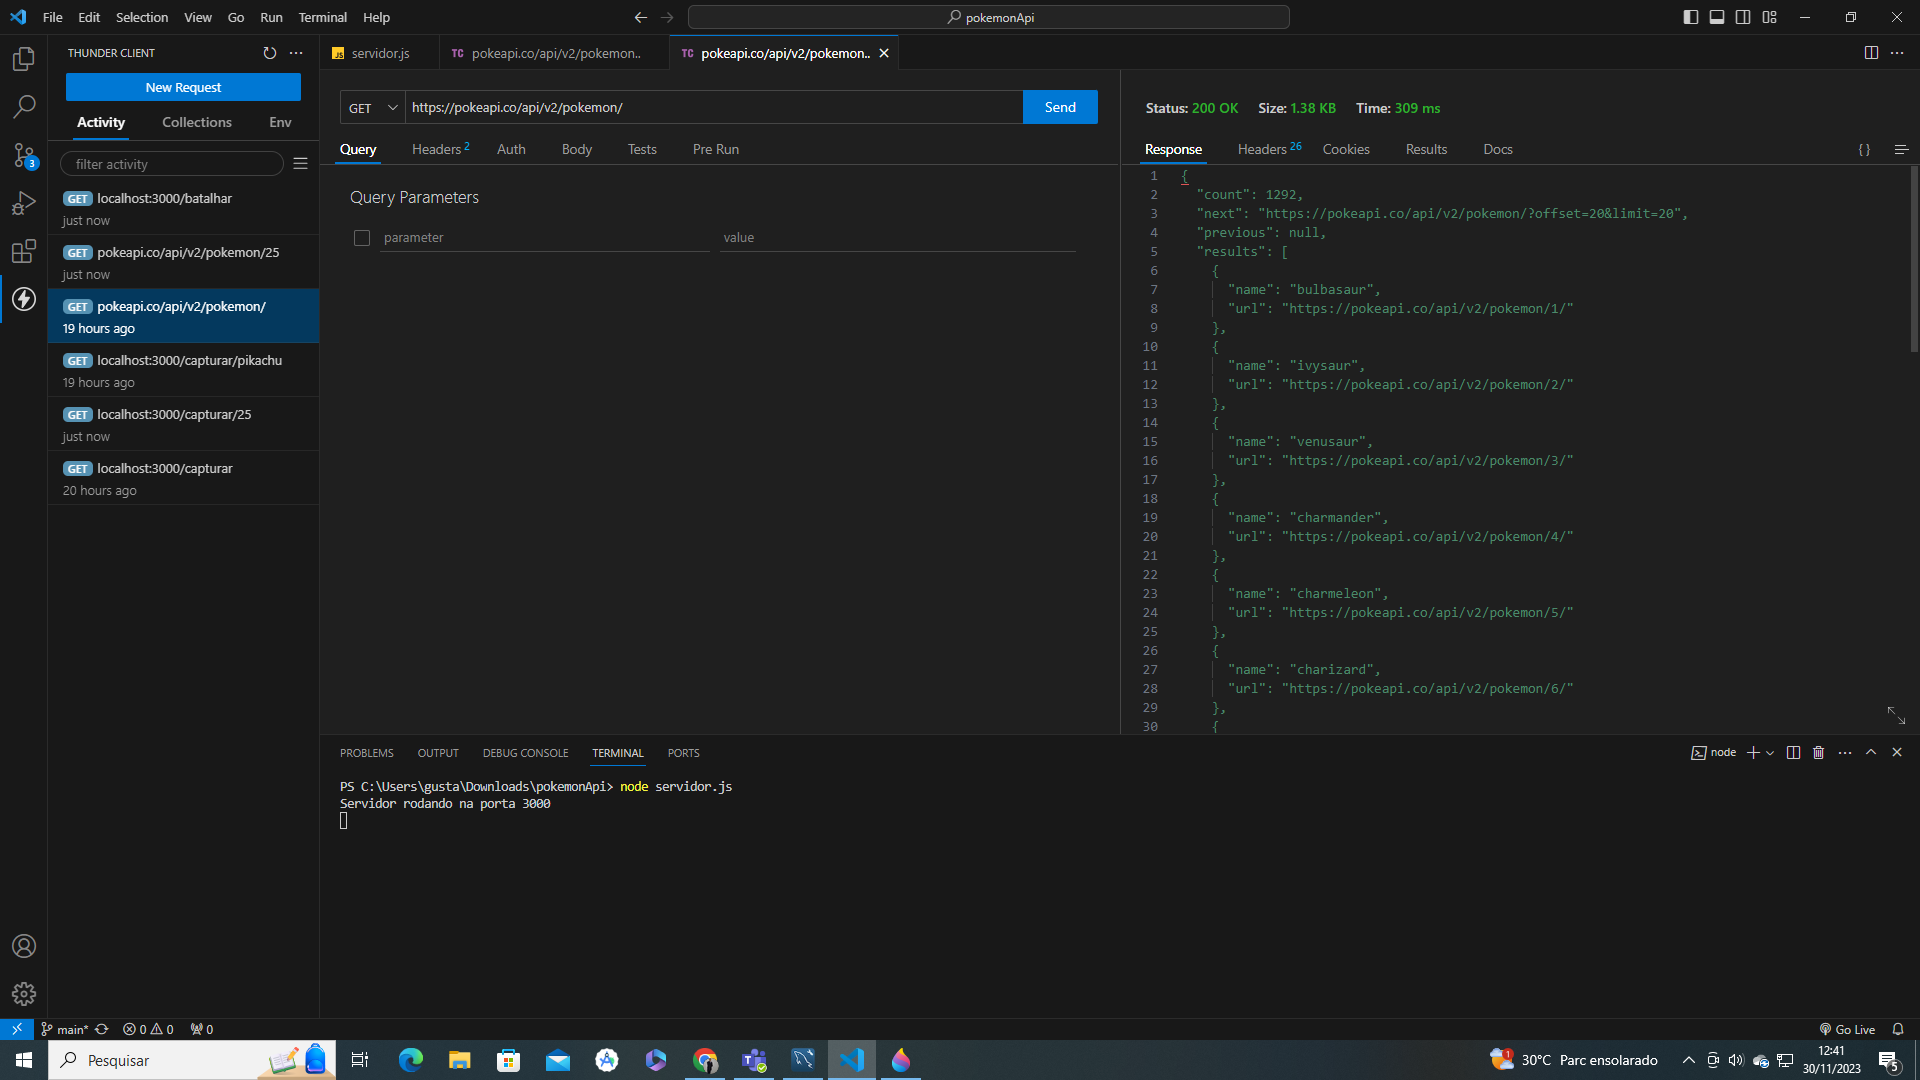 File Edit Selection View Go Run Terminal Help
pokemonApi
THUNDER CLIENT
New Request
Activity Collections Env
filter activity
GET localhost:3000/batalhar
just now
GET pokeapi.co/api/v2/pokemon/25
just now
GET pokeapi.co/api/v2/pokemon/
19 hours ago
GET localhost:3000/capturar/pikachu
19 hours ago
GET localhost:3000/capturar/25
just now
GET localhost:3000/capturar
20 hours ago
3
JS servidor.js
TC pokeapi.co/api/v2/pokemon..
TC pokeapi.co/api/v2/pokemon..
GET https://pokeapi.co/api/v2/pokemon/ Send
Query Headers 2 Auth Body Tests Pre Run
Query Parameters
parameter value
Status: 200 OK Size: 1.38 KB Time: 309 ms
Response Headers 26 Cookies Results Docs { }
1 {
2 "count": 1292,
3 "next": "https://pokeapi.co/api/v2/pokemon/?offset=20&limit=20",
4 "previous": null,
5 "results": [
6 {
7 "name": "bulbasaur",
8 "url": "https://pokeapi.co/api/v2/pokemon/1/"
9 },
10 {
11 "name": "ivysaur",
12 "url": "https://pokeapi.co/api/v2/pokemon/2/"
13 },
14 {
15 "name": "venusaur",
16 "url": "https://pokeapi.co/api/v2/pokemon/3/"
17 },
18 {
19 "name": "charmander",
20 "url": "https://pokeapi.co/api/v2/pokemon/4/"
21 },
22 {
23 "name": "charmeleon",
24 "url": "https://pokeapi.co/api/v2/pokemon/5/"
25 },
26 {
27 "name": "charizard",
28 "url": "https://pokeapi.co/api/v2/pokemon/6/"
29 },
30 {
PROBLEMS OUTPUT DEBUG CONSOLE TERMINAL PORTS
node
PS C:\Users\gusta\Downloads\pokemonApi> node servidor.js
Servidor rodando na porta 3000
main* 0 0 0
Go Live
Pesquisar
1
30°C Parc ensolarado
12:41
30/11/2023
5